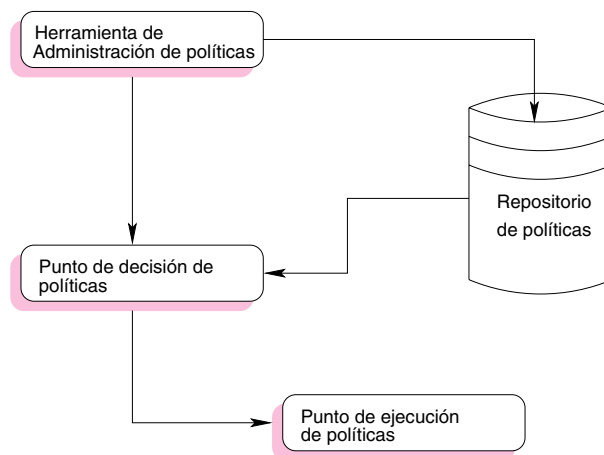 Herramienta de
Administración de políticas
Repositorio
de políticas
Punto de decisión de
políticas
Punto de ejecución
de políticas